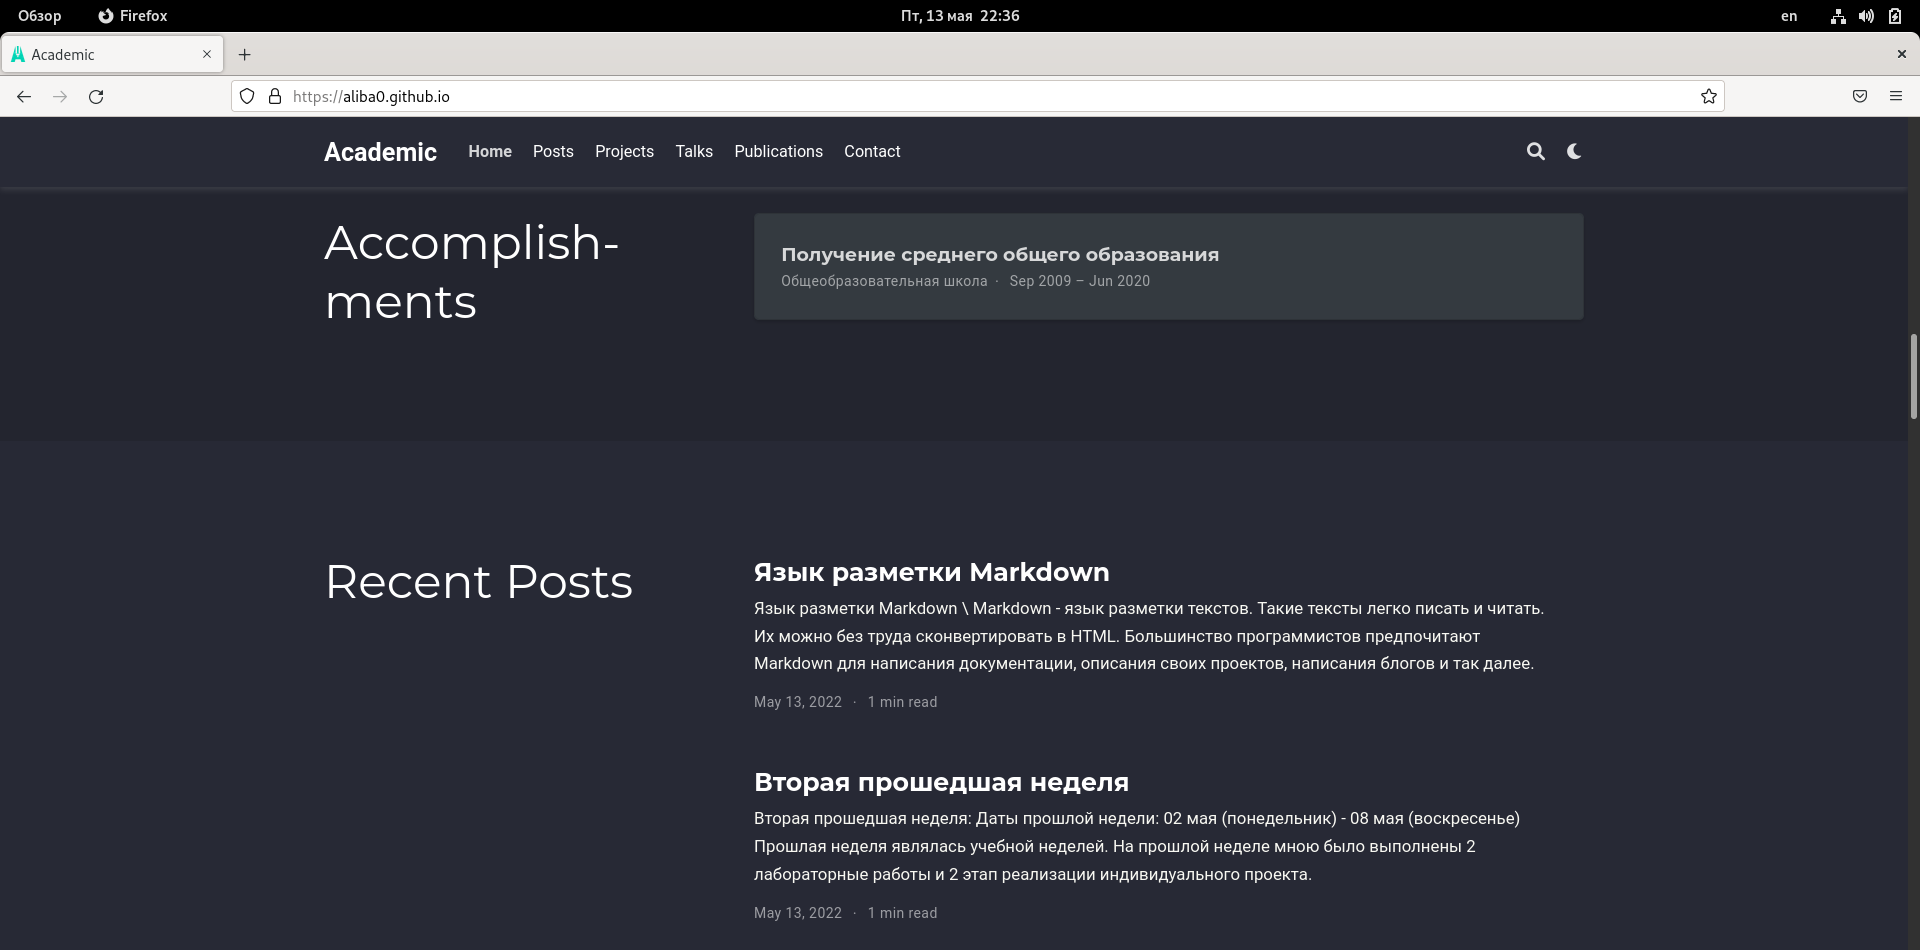 Обзор Firefox Пт, 13 мая 22:36 en
Academic
https://aliba0.github.io
Academic Home Posts Projects Talks Publications Contact
Accomplish-
ments
Получение среднего общего образования
Общеобразовательная школа · Sep 2009 – Jun 2020
Recent Posts
Язык разметки Markdown
Язык разметки Markdown \ Markdown - язык разметки текстов. Такие тексты легко писать и читать.
Их можно без труда сконвертировать в HTML. Большинство программистов предпочитают
Markdown для написания документации, описания своих проектов, написания блогов и так далее.
May 13, 2022 · 1 min read
Вторая прошедшая неделя
Вторая прошедшая неделя: Даты прошлой недели: 02 мая (понедельник) - 08 мая (воскресенье)
Прошлая неделя являлась учебной неделей. На прошлой неделе мною было выполнены 2
лабораторные работы и 2 этап реализации индивидуального проекта.
May 13, 2022 · 1 min read